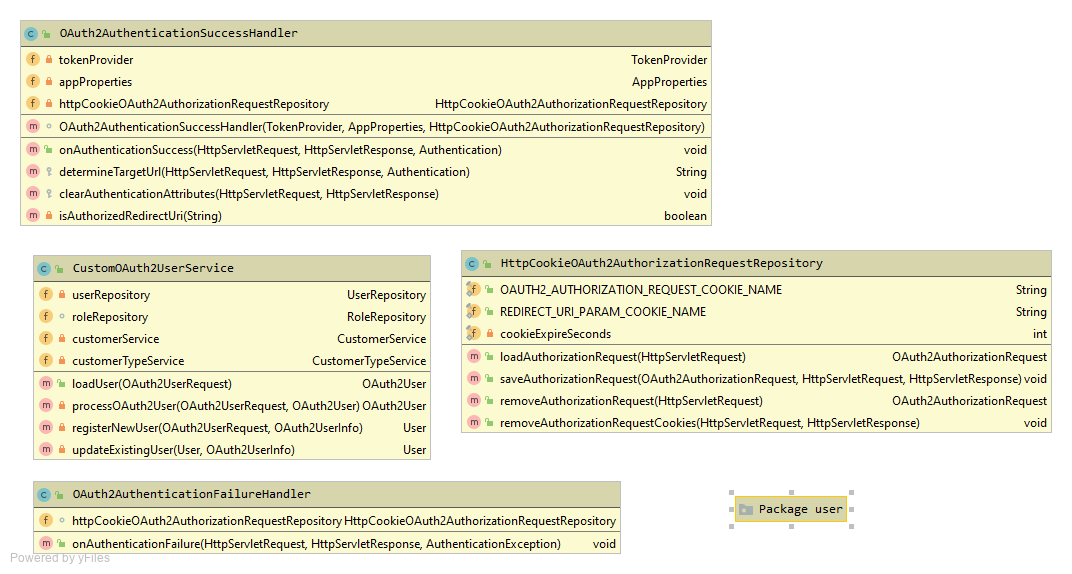 OAuth2AuthenticationSuccessHandler
tokenProvider TokenProvider
appProperties AppProperties
httpCookieOAuth2AuthorizationRequestRepository HttpCookieOAuth2AuthorizationRequestRepository
OAuth2AuthenticationSuccessHandler(TokenProvider, AppProperties, HttpCookieOAuth2AuthorizationRequestRepository)
onAuthenticationSuccess(HttpServletRequest, HttpServletResponse, Authentication) void
determineTargetUrl(HttpServletRequest, HttpServletResponse, Authentication) String
clearAuthenticationAttributes(HttpServletRequest, HttpServletResponse) void
isAuthorizedRedirectUri(String) boolean
CustomOAuth2UserService
userRepository UserRepository
roleRepository RoleRepository
customerService CustomerService
customerTypeService CustomerTypeService
loadUser(OAuth2UserRequest) OAuth2User
processOAuth2User(OAuth2UserRequest, OAuth2User) OAuth2User
registerNewUser(OAuth2UserRequest, OAuth2UserInfo) User
updateExistingUser(User, OAuth2UserInfo) User
HttpCookieOAuth2AuthorizationRequestRepository
OAUTH2_AUTHORIZATION_REQUEST_COOKIE_NAME String
REDIRECT_URI_PARAM_COOKIE_NAME String
cookieExpireSeconds int
loadAuthorizationRequest(HttpServletRequest) OAuth2AuthorizationRequest
saveAuthorizationRequest(OAuth2AuthorizationRequest, HttpServletRequest, HttpServletResponse) void
removeAuthorizationRequest(HttpServletRequest) OAuth2AuthorizationRequest
removeAuthorizationRequestCookies(HttpServletRequest, HttpServletResponse) void
OAuth2AuthenticationFailureHandler
httpCookieOAuth2AuthorizationRequestRepository HttpCookieOAuth2AuthorizationRequestRepository
onAuthenticationFailure(HttpServletRequest, HttpServletResponse, AuthenticationException) void
Package user
Powered by yFiles